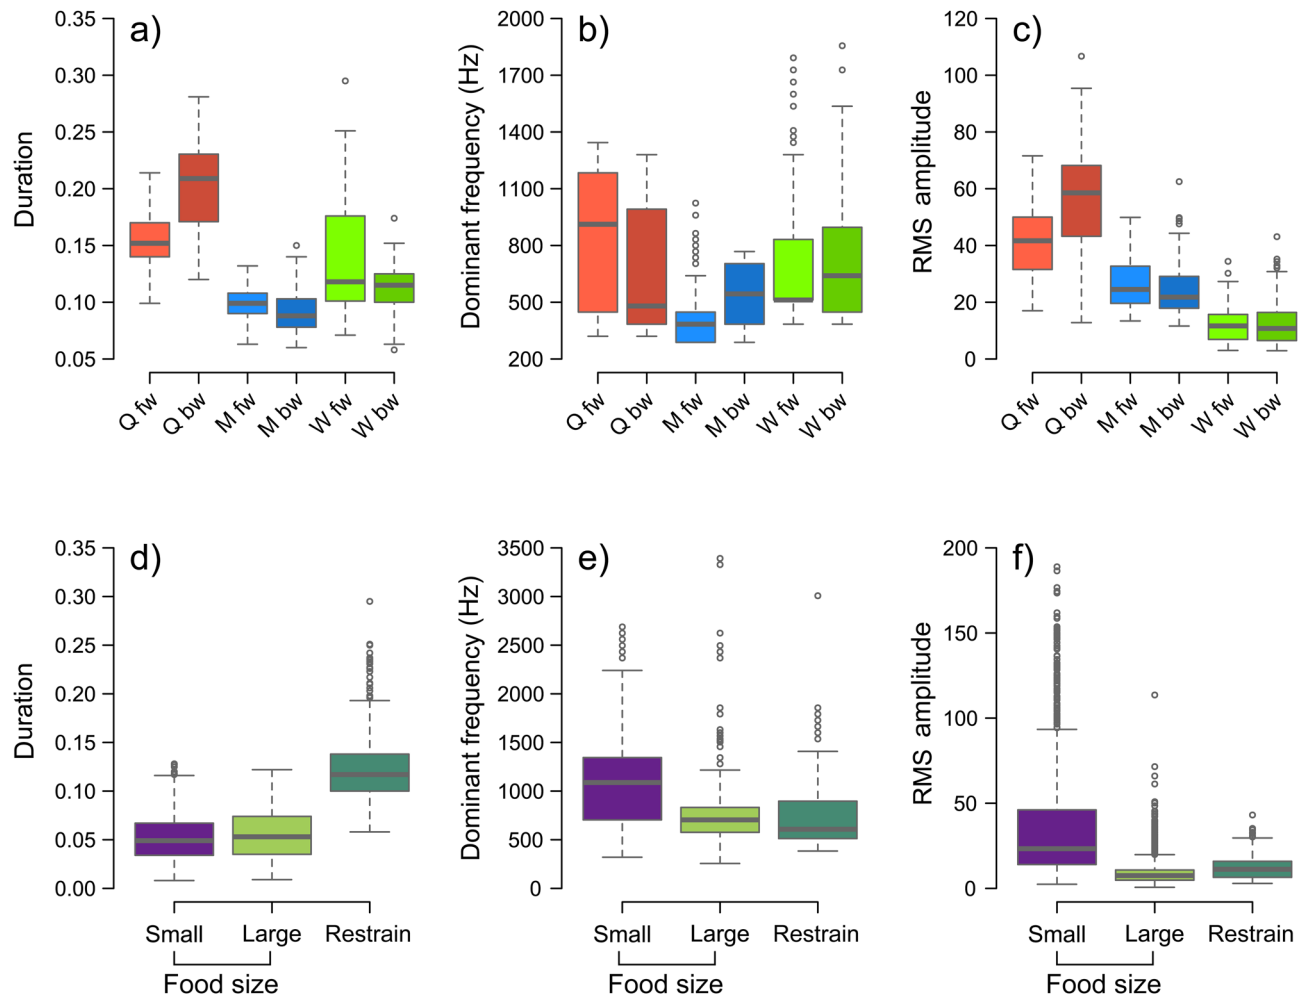 a)
Duration
0.35
0.30
0.25
0.20
0.15
0.10
0.05
Q fw
Q bw
M fw
M bw
W fw
W bw
b)
Dominant frequency (Hz)
2000
1700
1400
1100
800
500
200
Q fw
Q bw
M fw
M bw
W fw
W bw
c)
RMS amplitude
120
100
80
60
40
20
0
Q fw
Q bw
M fw
M bw
W fw
W bw
d)
Duration
0.35
0.30
0.25
0.20
0.15
0.10
0.05
0.00
Small
Large
Restrain
Food size
e)
Dominant frequency (Hz)
3500
3000
2500
2000
1500
1000
500
0
Small
Large
Restrain
Food size
f)
RMS amplitude
200
150
100
50
0
Small
Large
Restrain
Food size